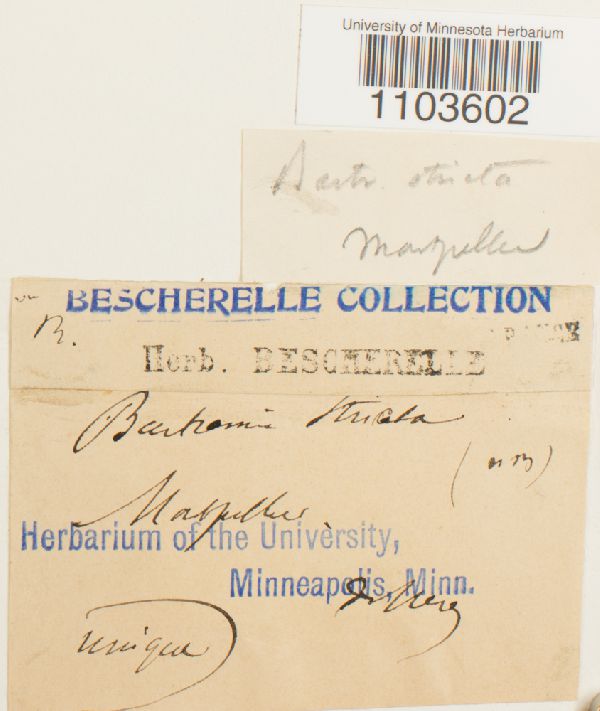 University of Minnesota Herbarium
1103602
Bartr. stricta
Montpellier
BESCHERELLE COLLECTION
B.
FRANCE
Herb. BESCHERELLE
Bartramia stricta
Montpellier
Herbarium of the University,
Minneapolis, Minn.
unique